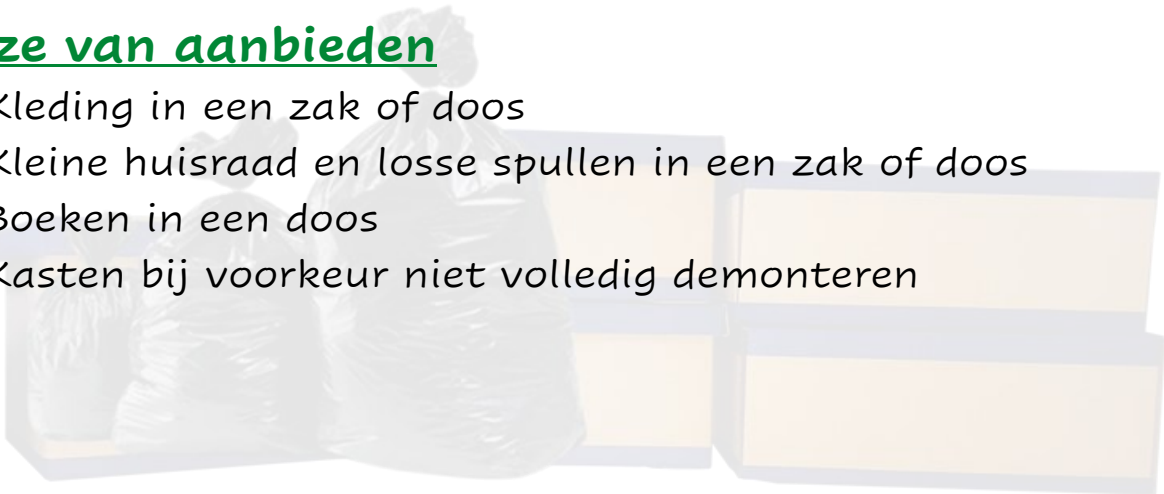 ze van aanbieden
Kleding in een zak of doos
Kleine huisraad en losse spullen in een zak of doos
Boeken in een doos
Kasten bij voorkeur niet volledig demonteren